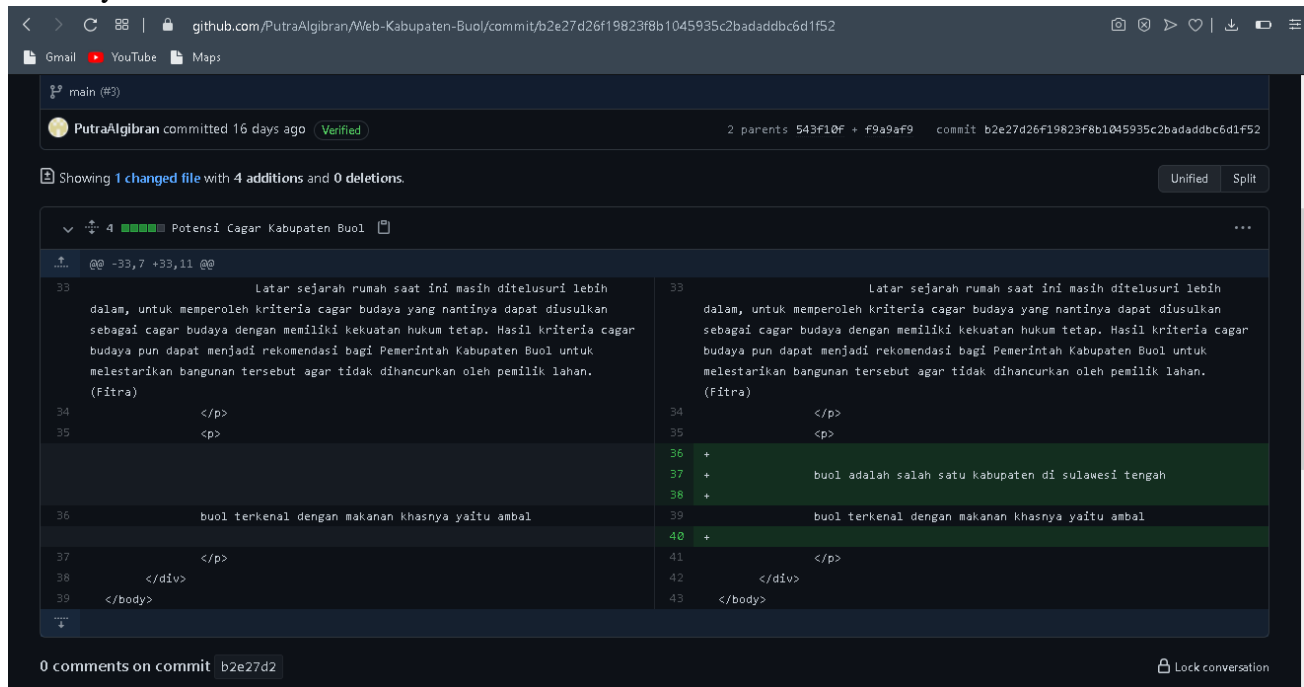 github.com/PutraAlgibran/Web-Kabupaten-Buol/commit/b2e27d26f19823f8b1045935c2badaddbc6d1f52
Gmail YouTube Maps
main (#3)
PutraAlgibran committed 16 days ago Verified 2 parents 543f10f + f9a9af9 commit b2e27d26f19823f8b1045935c2badaddbc6d1f52
Showing 1 changed file with 4 additions and 0 deletions. Unified Split
4 Potensi Cagar Kabupaten Buol ...
@@ -33,7 +33,11 @@
33 Latar sejarah rumah saat ini masih ditelusuri lebih
dalam, untuk memperoleh kriteria cagar budaya yang nantinya dapat diusulkan
sebagai cagar budaya dengan memiliki kekuatan hukum tetap. Hasil kriteria cagar
budaya pun dapat menjadi rekomendasi bagi Pemerintah Kabupaten Buol untuk
melestarikan bangunan tersebut agar tidak dihancurkan oleh pemilik lahan.
(Fitra)
34 </p>
35 <p>
36 buol terkenal dengan makanan khasnya yaitu ambal
37 </p>
38 </div>
39 </body>
33 Latar sejarah rumah saat ini masih ditelusuri lebih
dalam, untuk memperoleh kriteria cagar budaya yang nantinya dapat diusulkan
sebagai cagar budaya dengan memiliki kekuatan hukum tetap. Hasil kriteria cagar
budaya pun dapat menjadi rekomendasi bagi Pemerintah Kabupaten Buol untuk
melestarikan bangunan tersebut agar tidak dihancurkan oleh pemilik lahan.
(Fitra)
34 </p>
35 <p>
36 +
37 + buol adalah salah satu kabupaten di sulawesi tengah
38 +
39 buol terkenal dengan makanan khasnya yaitu ambal
40 +
41 </p>
42 </div>
43 </body>
0 comments on commit b2e27d2 Lock conversation